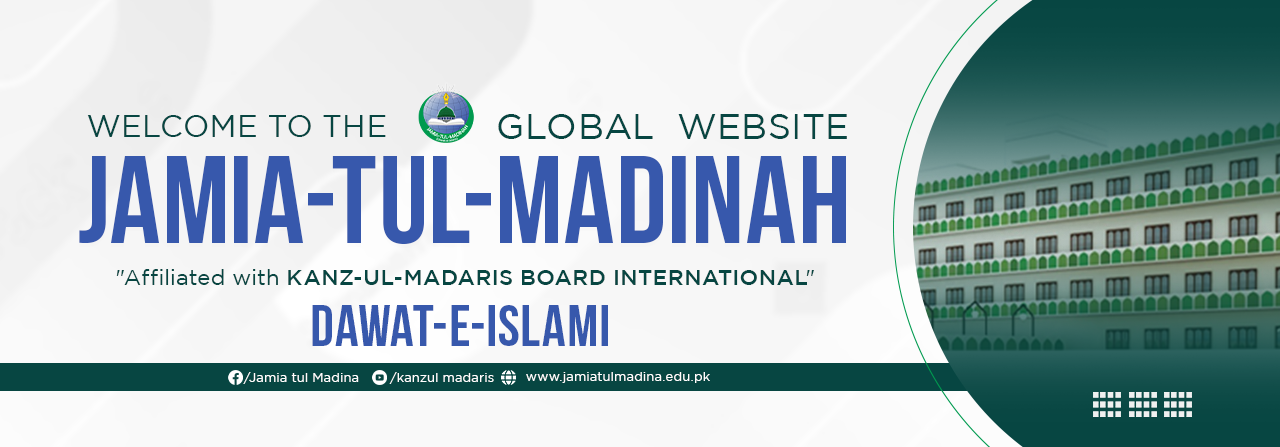 WELCOME TO THE GLOBAL WEBSITE
JAMIA-TUL-MADINAH
"Affiliated with KANZ-UL-MADARIS BOARD INTERNATIONAL"
DAWAT-E-ISLAMI
/Jamia tul Madina /kanzul madaris www.jamiatulmadina.edu.pk